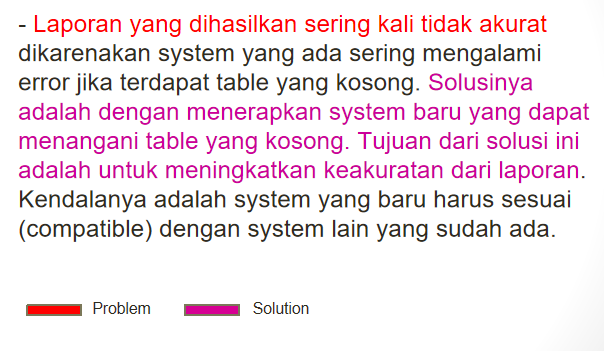 - Laporan yang dihasilkan sering kali tidak akurat
dikarenakan system yang ada sering mengalami
error jika terdapat table yang kosong. Solusinya
adalah dengan menerapkan system baru yang dapat
menangani table yang kosong. Tujuan dari solusi ini
adalah untuk meningkatkan keakuratan dari laporan.
Kendalanya adalah system yang baru harus sesuai
(compatible) dengan system lain yang sudah ada.
Problem Solution